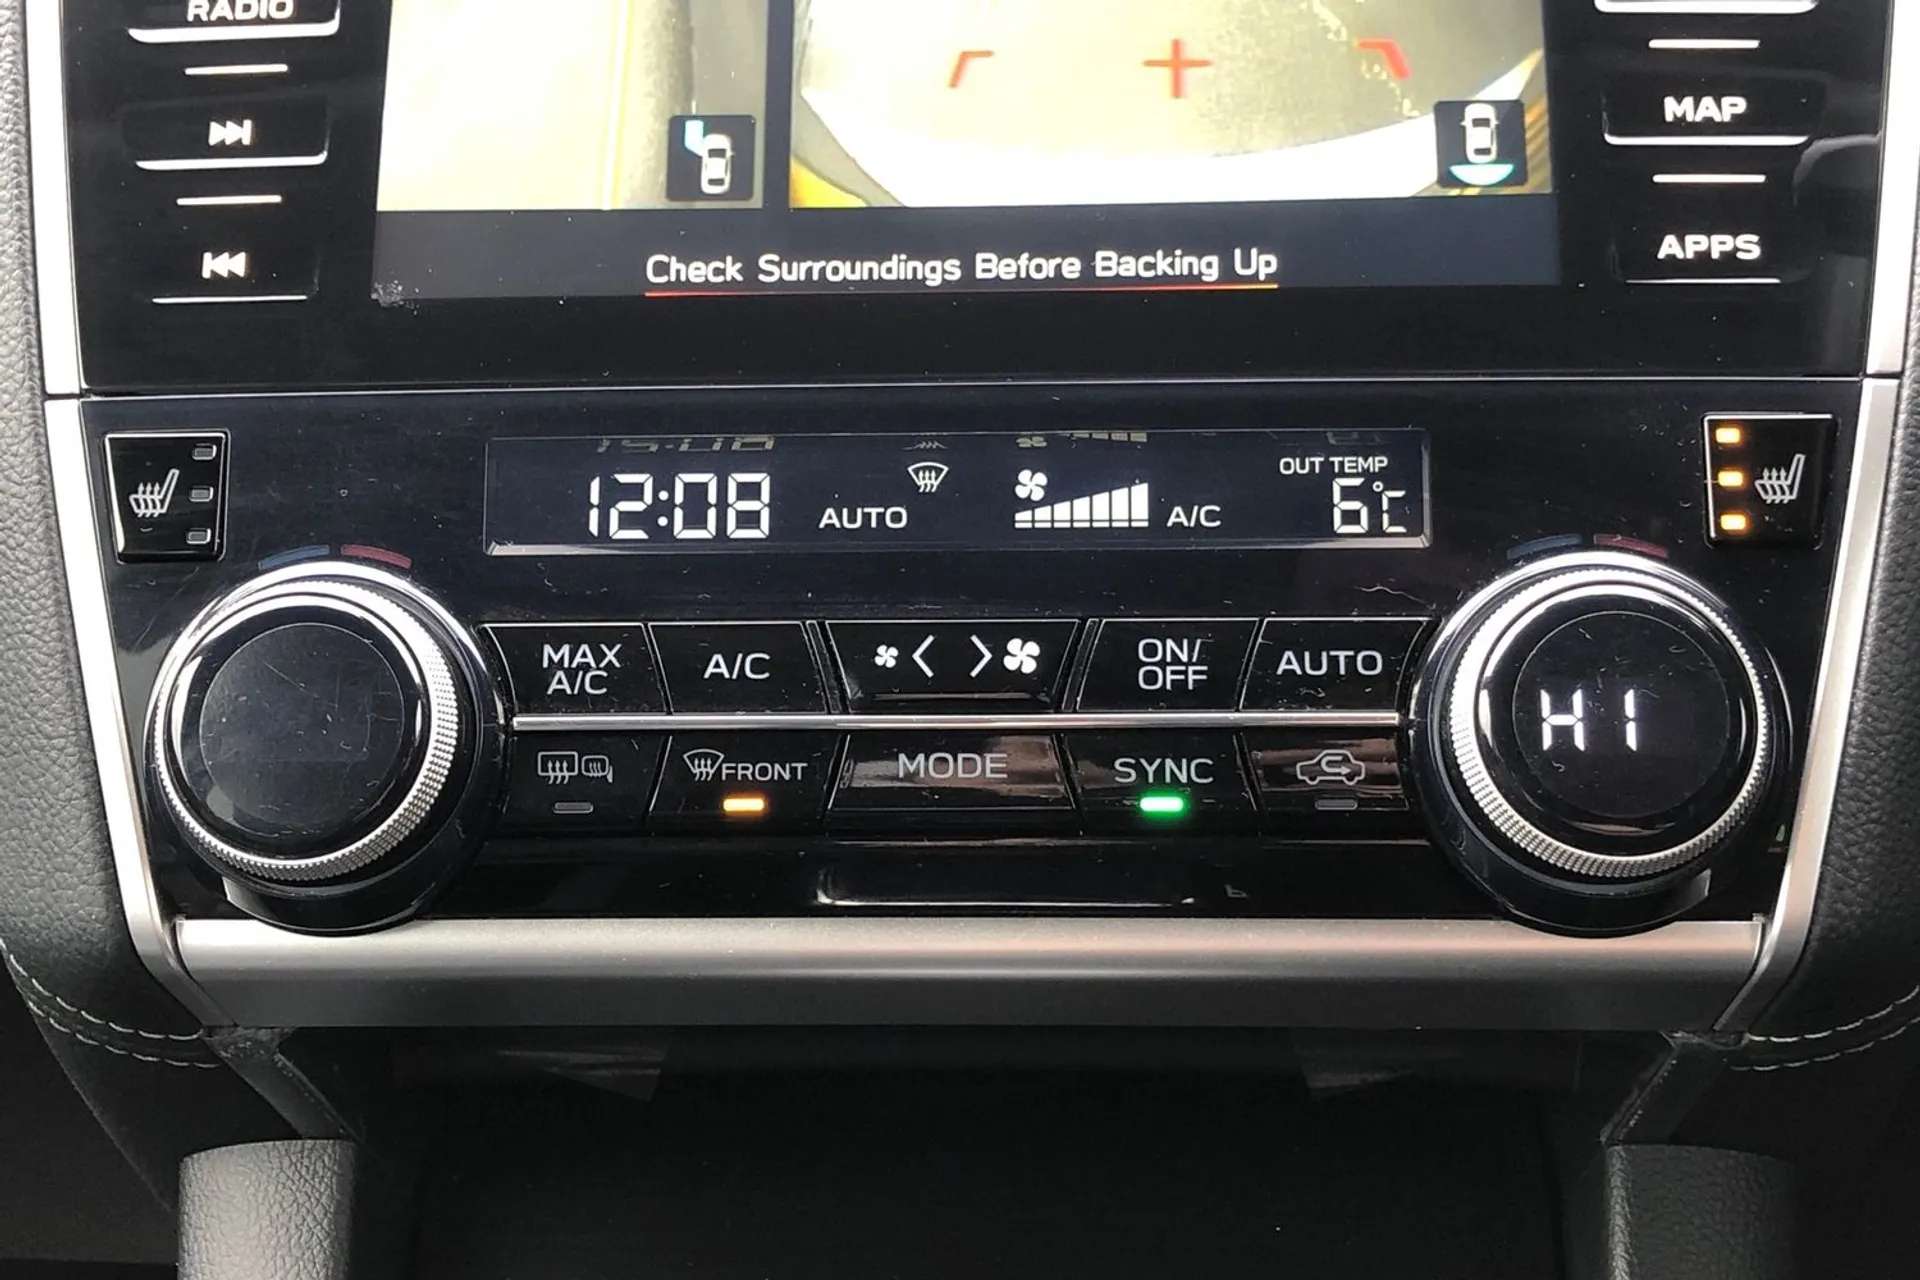 RADIO
MAP
APPS
Check Surroundings Before Backing Up
12:08
AUTO
A/C
OUT TEMP
6°C
MAX
A/C
A/C
ON/
OFF
AUTO
HI
FRONT
MODE
SYNC